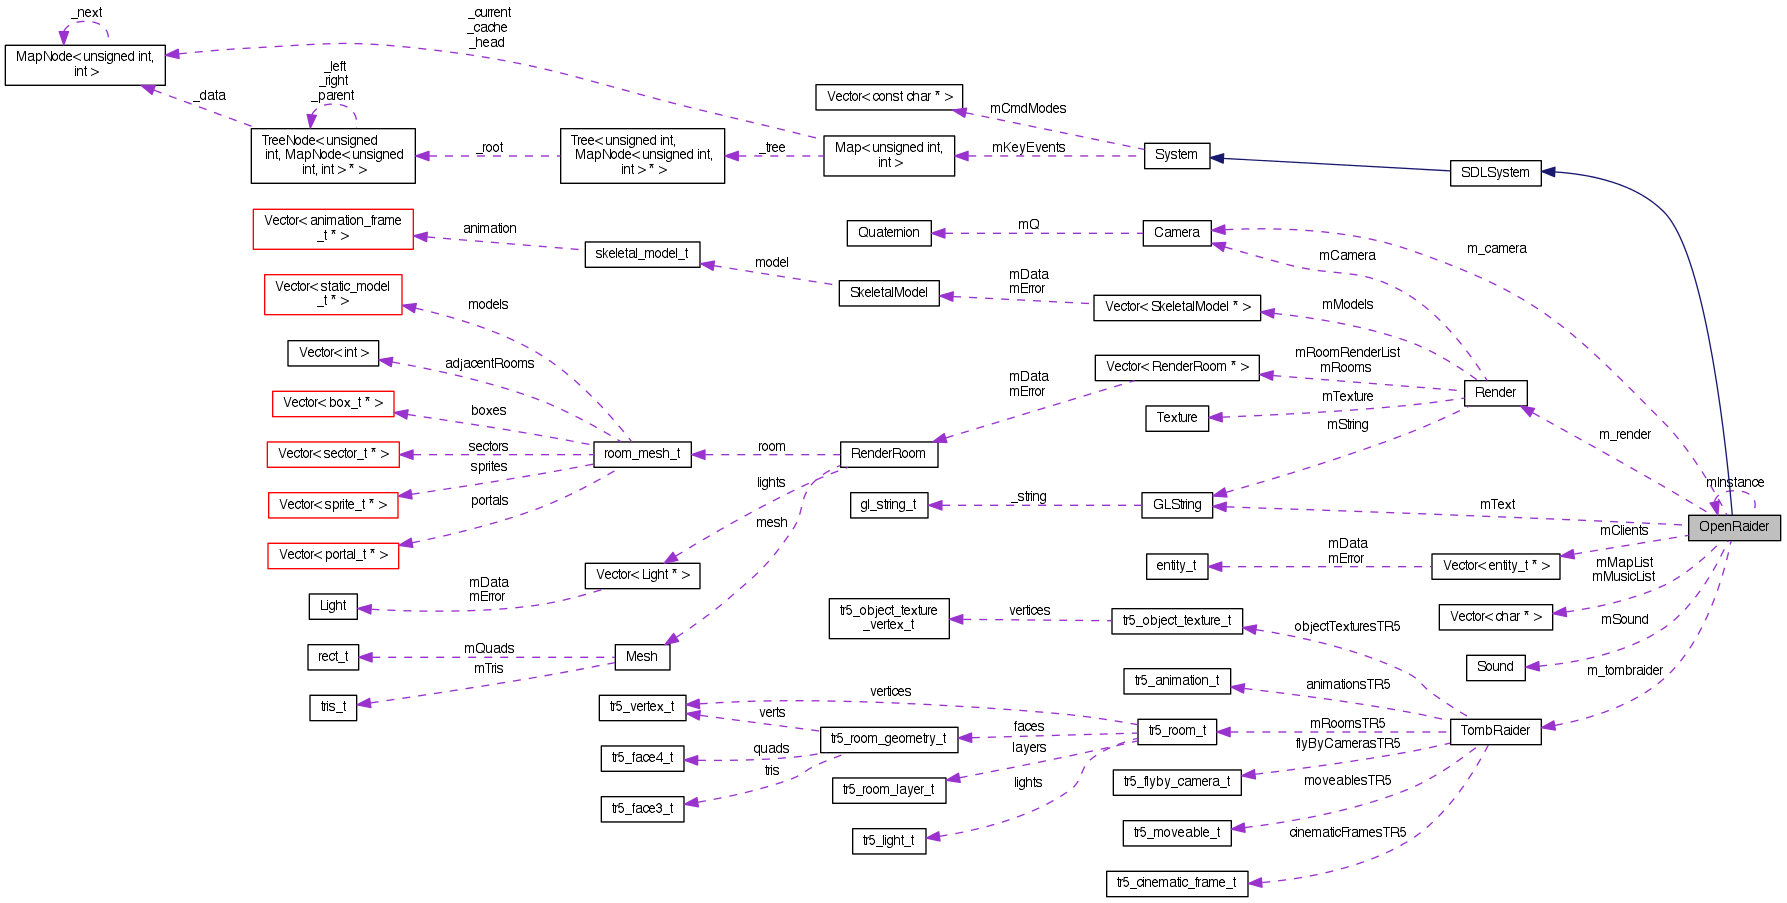 _next
MapNode< unsigned int,
int >
_data
_left
_right
_parent
TreeNode< unsigned
int, MapNode< unsigned
int, int > * >
_root
Tree< unsigned int,
MapNode< unsigned int,
int > * >
_tree
_current
_cache
_head
Map< unsigned int,
int >
Vector< const char * >
mCmdModes
mKeyEvents
System
SDLSystem
Vector< animation_frame
_t * >
animation
skeletal_model_t
model
SkeletalModel
mData
mError
Vector< SkeletalModel * >
mModels
Quaternion
mQ
Camera
mCamera
m_camera
Vector< static_model
_t * >
models
Vector< int >
adjacentRooms
Vector< box_t * >
boxes
Vector< sector_t * >
sectors
Vector< sprite_t * >
sprites
Vector< portal_t * >
portals
room_mesh_t
room
RenderRoom
mData
mError
Vector< RenderRoom * >
mRoomRenderList
mRooms
Texture
mTexture
mString
Render
m_render
lights
mesh
gl_string_t
_string
GLString
mText
mInstance
OpenRaider
Vector< Light * >
mData
mError
Light
rect_t
mQuads
mTris
tris_t
Mesh
entity_t
mData
mError
Vector< entity_t * >
mClients
mMapList
mMusicList
Vector< char * >
mSound
Sound
m_tombraider
TombRaider
tr5_object_texture
_vertex_t
vertices
tr5_object_texture_t
objectTexturesTR5
tr5_animation_t
animationsTR5
tr5_vertex_t
vertices
verts
tr5_room_geometry_t
faces
tr5_room_t
mRoomsTR5
tr5_face4_t
quads
tris
tr5_face3_t
layers
tr5_room_layer_t
lights
tr5_light_t
flyByCamerasTR5
tr5_flyby_camera_t
moveablesTR5
tr5_moveable_t
cinematicFramesTR5
tr5_cinematic_frame_t